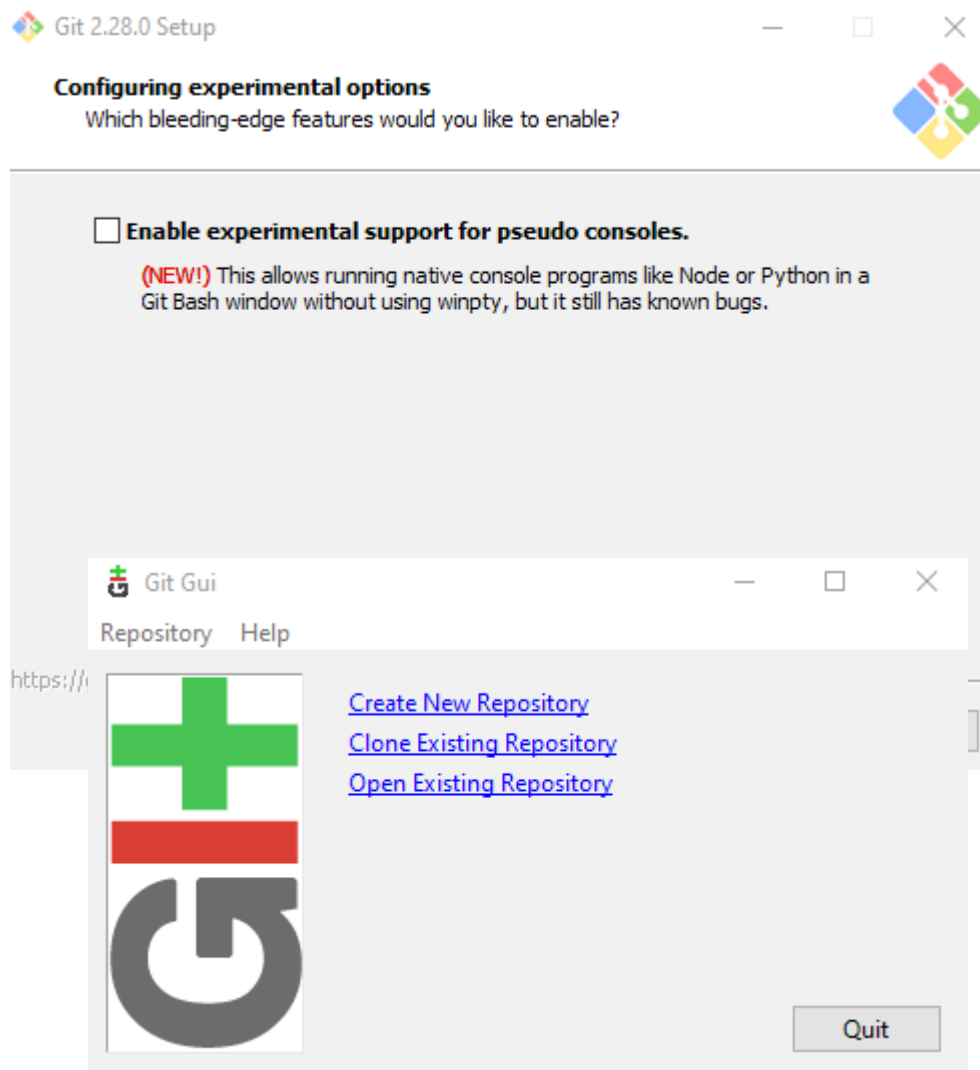 Git 2.28.0 Setup
Configuring experimental options
Which bleeding-edge features would you like to enable?
Enable experimental support for pseudo consoles.
(NEW!) This allows running native console programs like Node or Python in a
Git Bash window without using winpty, but it still has known bugs.
Git Gui
Repository Help
https://
Create New Repository
Clone Existing Repository
Open Existing Repository
GIt
Quit